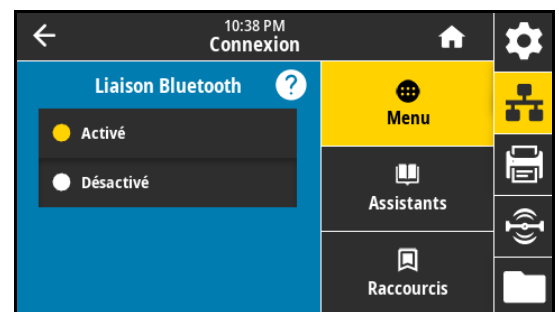 10:38 PM
Connexion
Liaison Bluetooth
?
Activé
Désactivé
Menu
Assistants
Raccourcis